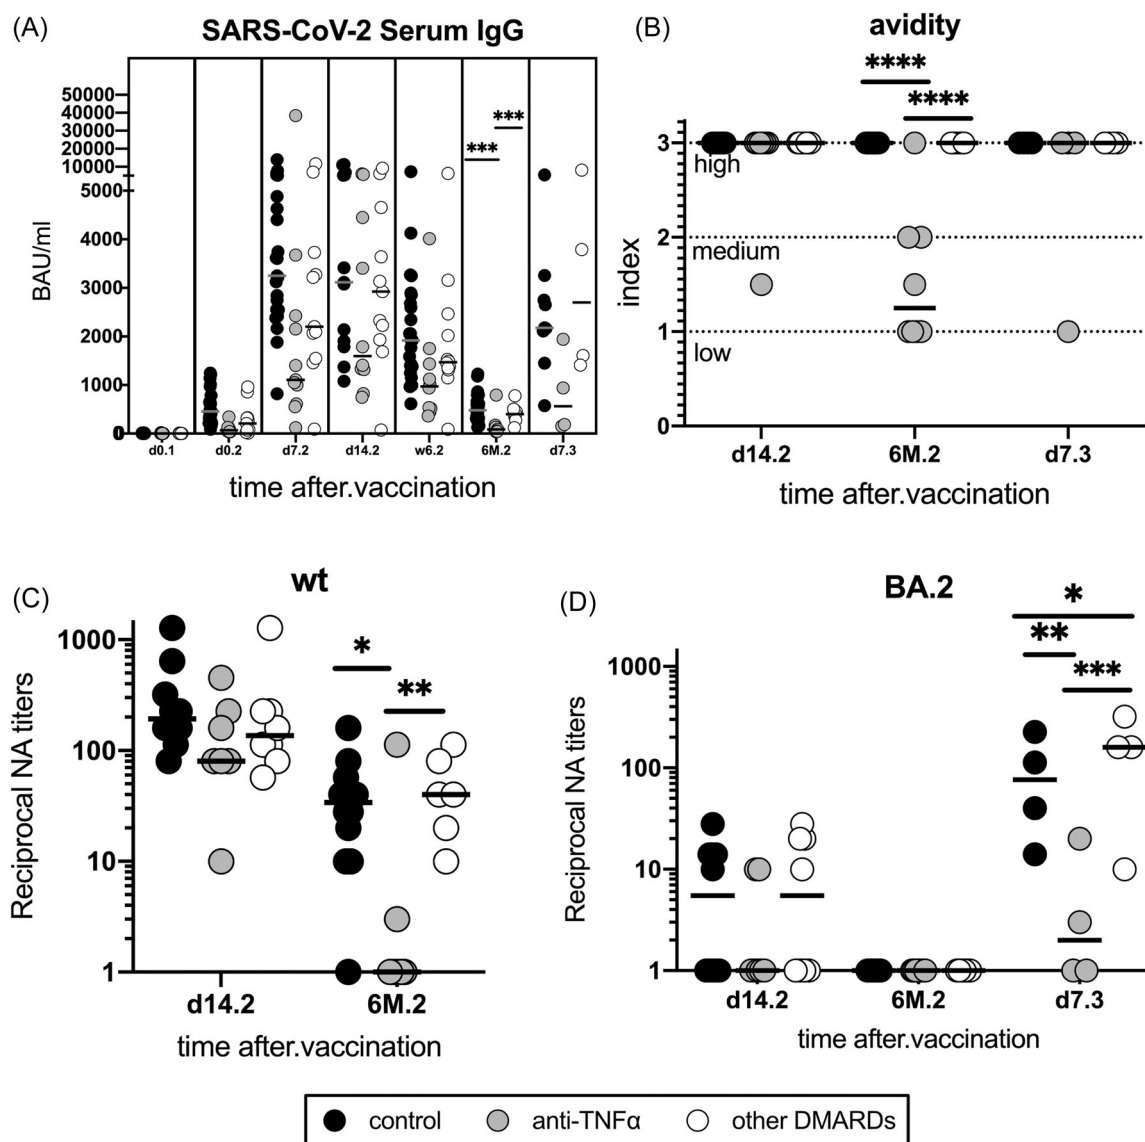 (A)
SARS-CoV-2 Serum IgG
50000
40000
30000
20000
10000
5000
4000
3000
2000
1000
0
BAU/ml
***
***
d0.1 d0.2 d7.2 d14.2 w6.2 6M.2 d7.3
time after.vaccination
(B)
avidity
****
****
3
2
1
0
index
high
medium
low
d14.2 6M.2 d7.3
time after.vaccination
(C)
wt
1000
100
10
1
Reciprocal NA titers
*
**
d14.2 6M.2
time after.vaccination
(D)
BA.2
*
**
***
1000
100
10
1
Reciprocal NA titers
d14.2 6M.2 d7.3
time after.vaccination
control anti-TNFα other DMARDs